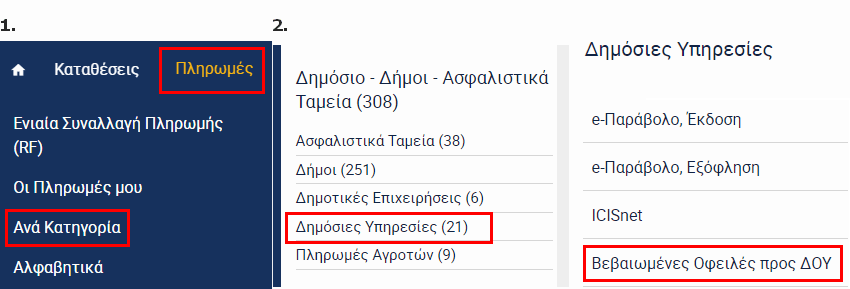 1.
Καταθέσεις
Πληρωμές
Ενιαία Συναλλαγή Πληρωμής
(RF)
Οι Πληρωμές μου
Ανά Κατηγορία
Αλφαβητικά
2.
Δημόσιο - Δήμοι - Ασφαλιστικά
Ταμεία (308)
Ασφαλιστικά Ταμεία (38)
Δήμοι (251)
Δημοτικές Επιχειρήσεις (6)
Δημόσιες Υπηρεσίες (21)
Πληρωμές Αγροτών (9)
Δημόσιες Υπηρεσίες
e-Παράβολο, Έκδοση
e-Παράβολο, Εξόφληση
ICISnet
Βεβαιωμένες Οφειλές προς ΔΟΥ